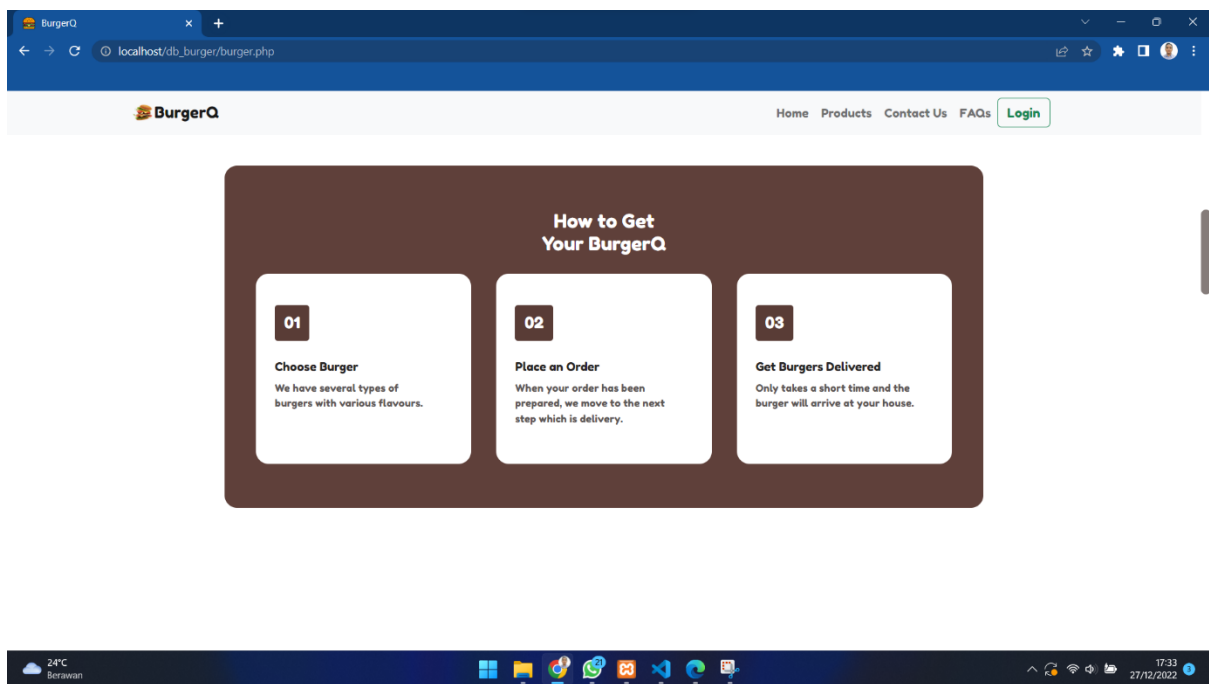 BurgerQ
localhost/db_burger/burger.php
BurgerQ
Home Products Contact Us FAQs Login
How to Get
Your BurgerQ
01
Choose Burger
We have several types of
burgers with various flavours.
02
Place an Order
When your order has been
prepared, we move to the next
step which is delivery.
03
Get Burgers Delivered
Only takes a short time and the
burger will arrive at your house.
24°C
Berawan
21
17:33
27/12/2022
3